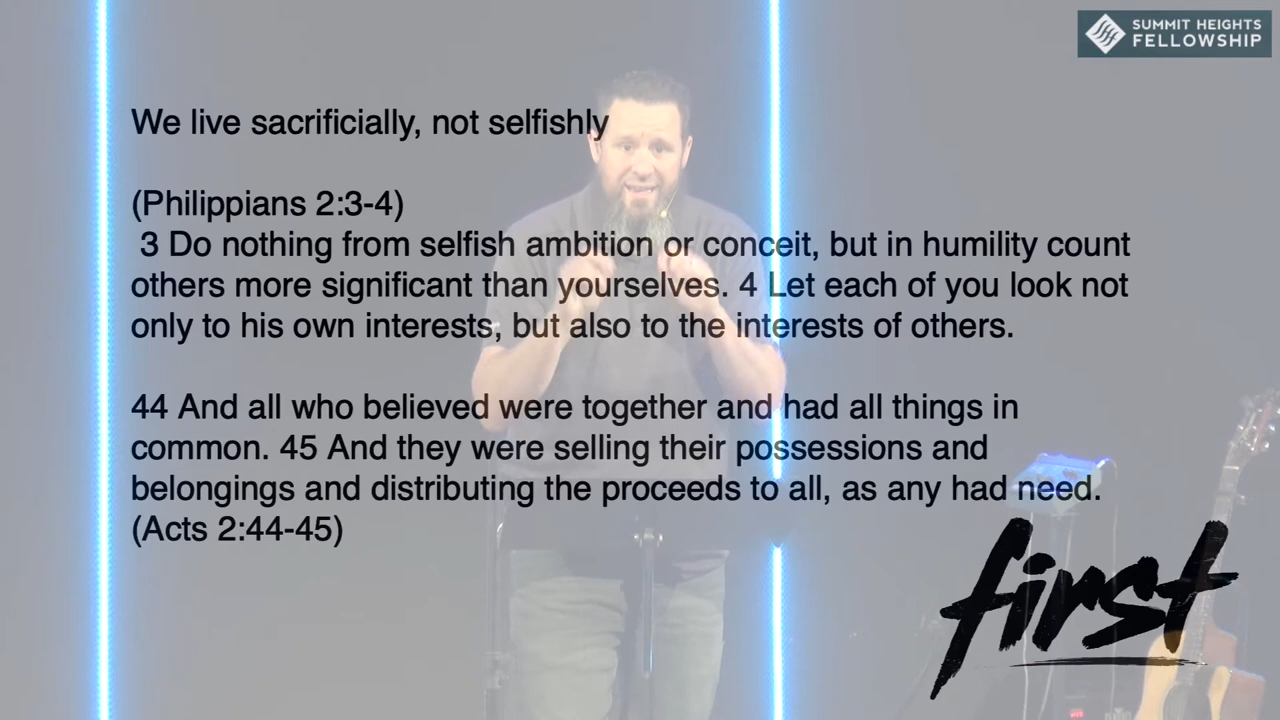 SUMMIT HEIGHTS
FELLOWSHIP
We live sacrificially, not selfishly
(Philippians 2:3-4)
3 Do nothing from selfish ambition or conceit, but in humility count
others more significant than yourselves. 4 Let each of you look not
only to his own interests, but also to the interests of others.
44 And all who believed were together and had all things in
common. 45 And they were selling their possessions and
belongings and distributing the proceeds to all, as any had need.
(Acts 2:44-45)
first